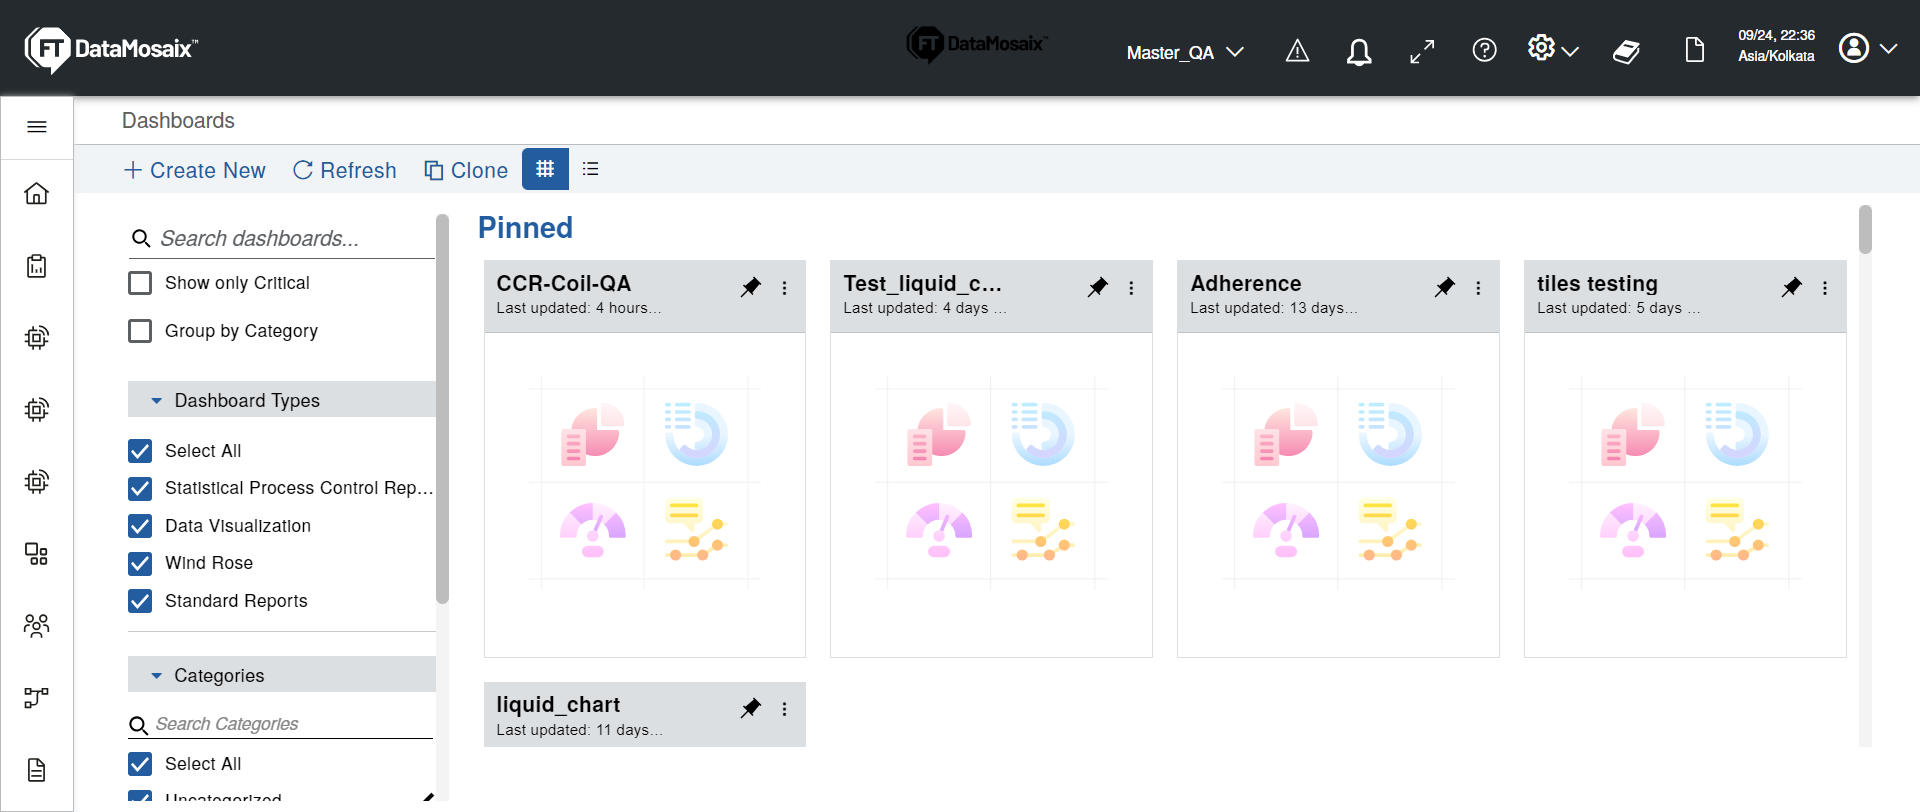 FT DataMosaix™
FT DataMosaix™
Master_QA
09/24, 22:36
Asia/Kolkata
Dashboards
Create New
Refresh
Clone
Search dashboards...
Show only Critical
Group by Category
Dashboard Types
Select All
Statistical Process Control Rep...
Data Visualization
Wind Rose
Standard Reports
Categories
Search Categories
Select All
Uncategorized
Pinned
CCR-Coil-QA
Last updated: 4 hours...
Test_liquid_c...
Last updated: 4 days ...
Adherence
Last updated: 13 days...
tiles testing
Last updated: 5 days ...
liquid_chart
Last updated: 11 days...